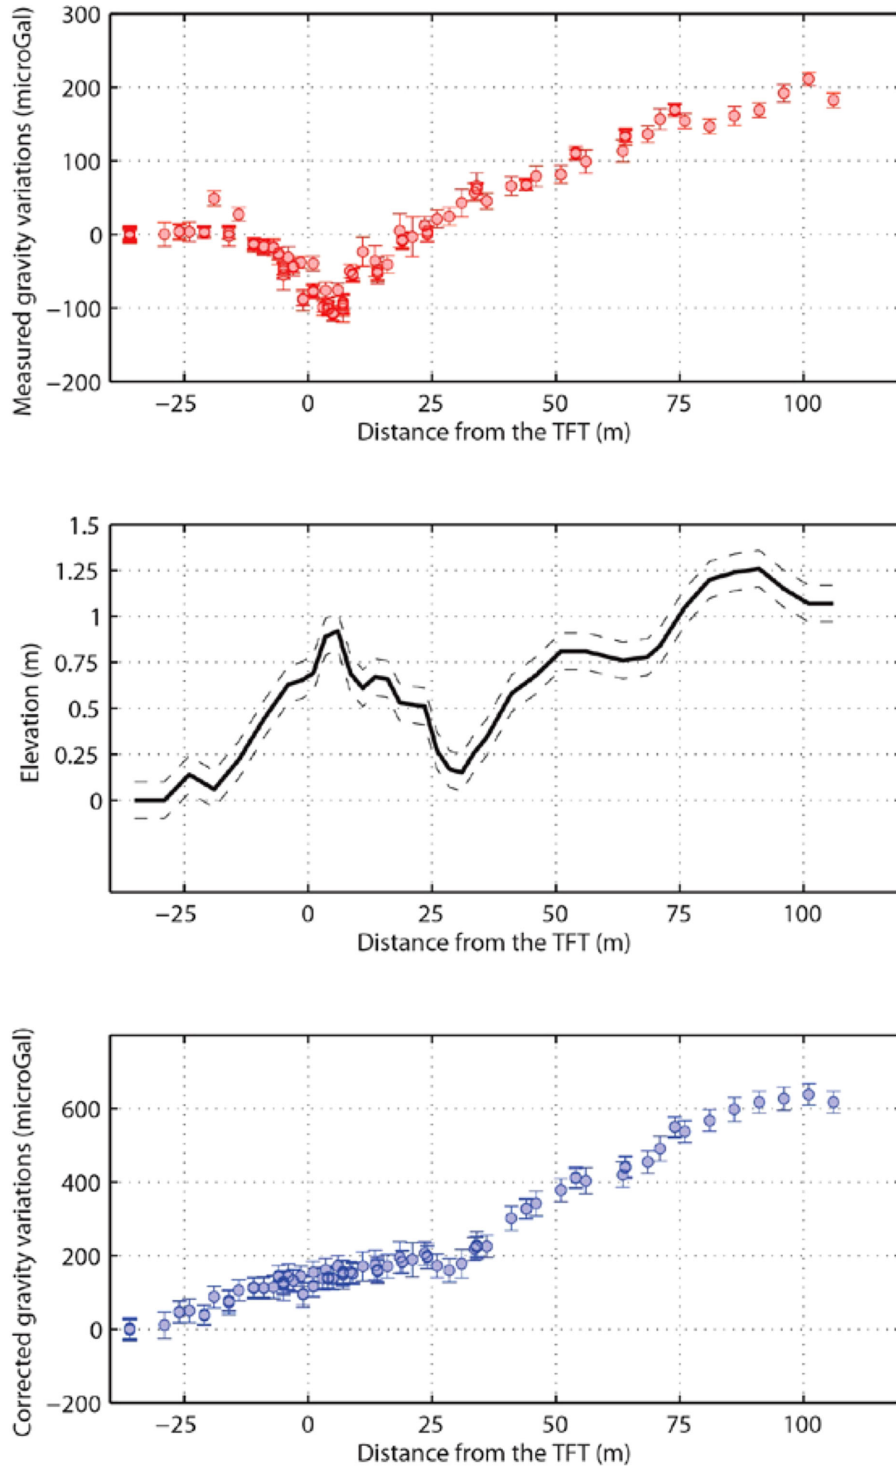 Measured gravity variations (microGal)
300
200
100
0
−100
−200
−25 0 25 50 75 100
Distance from the TFT (m)
Elevation (m)
1.5
1.25
1
0.75
0.5
0.25
0
−25 0 25 50 75 100
Distance from the TFT (m)
Corrected gravity variations (microGal)
600
400
200
0
−200
−25 0 25 50 75 100
Distance from the TFT (m)